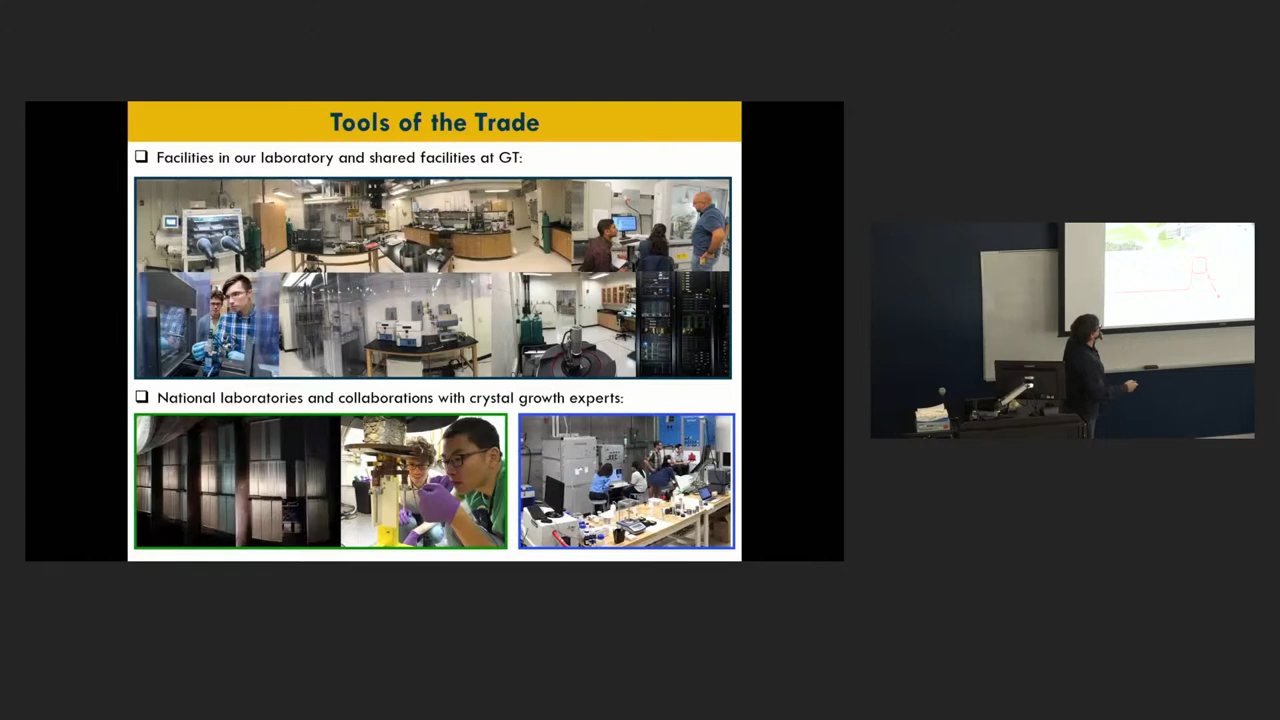 Tools of the Trade
❑ Facilities in our laboratory and shared facilities at GT:
❑ National laboratories and collaborations with crystal growth experts: